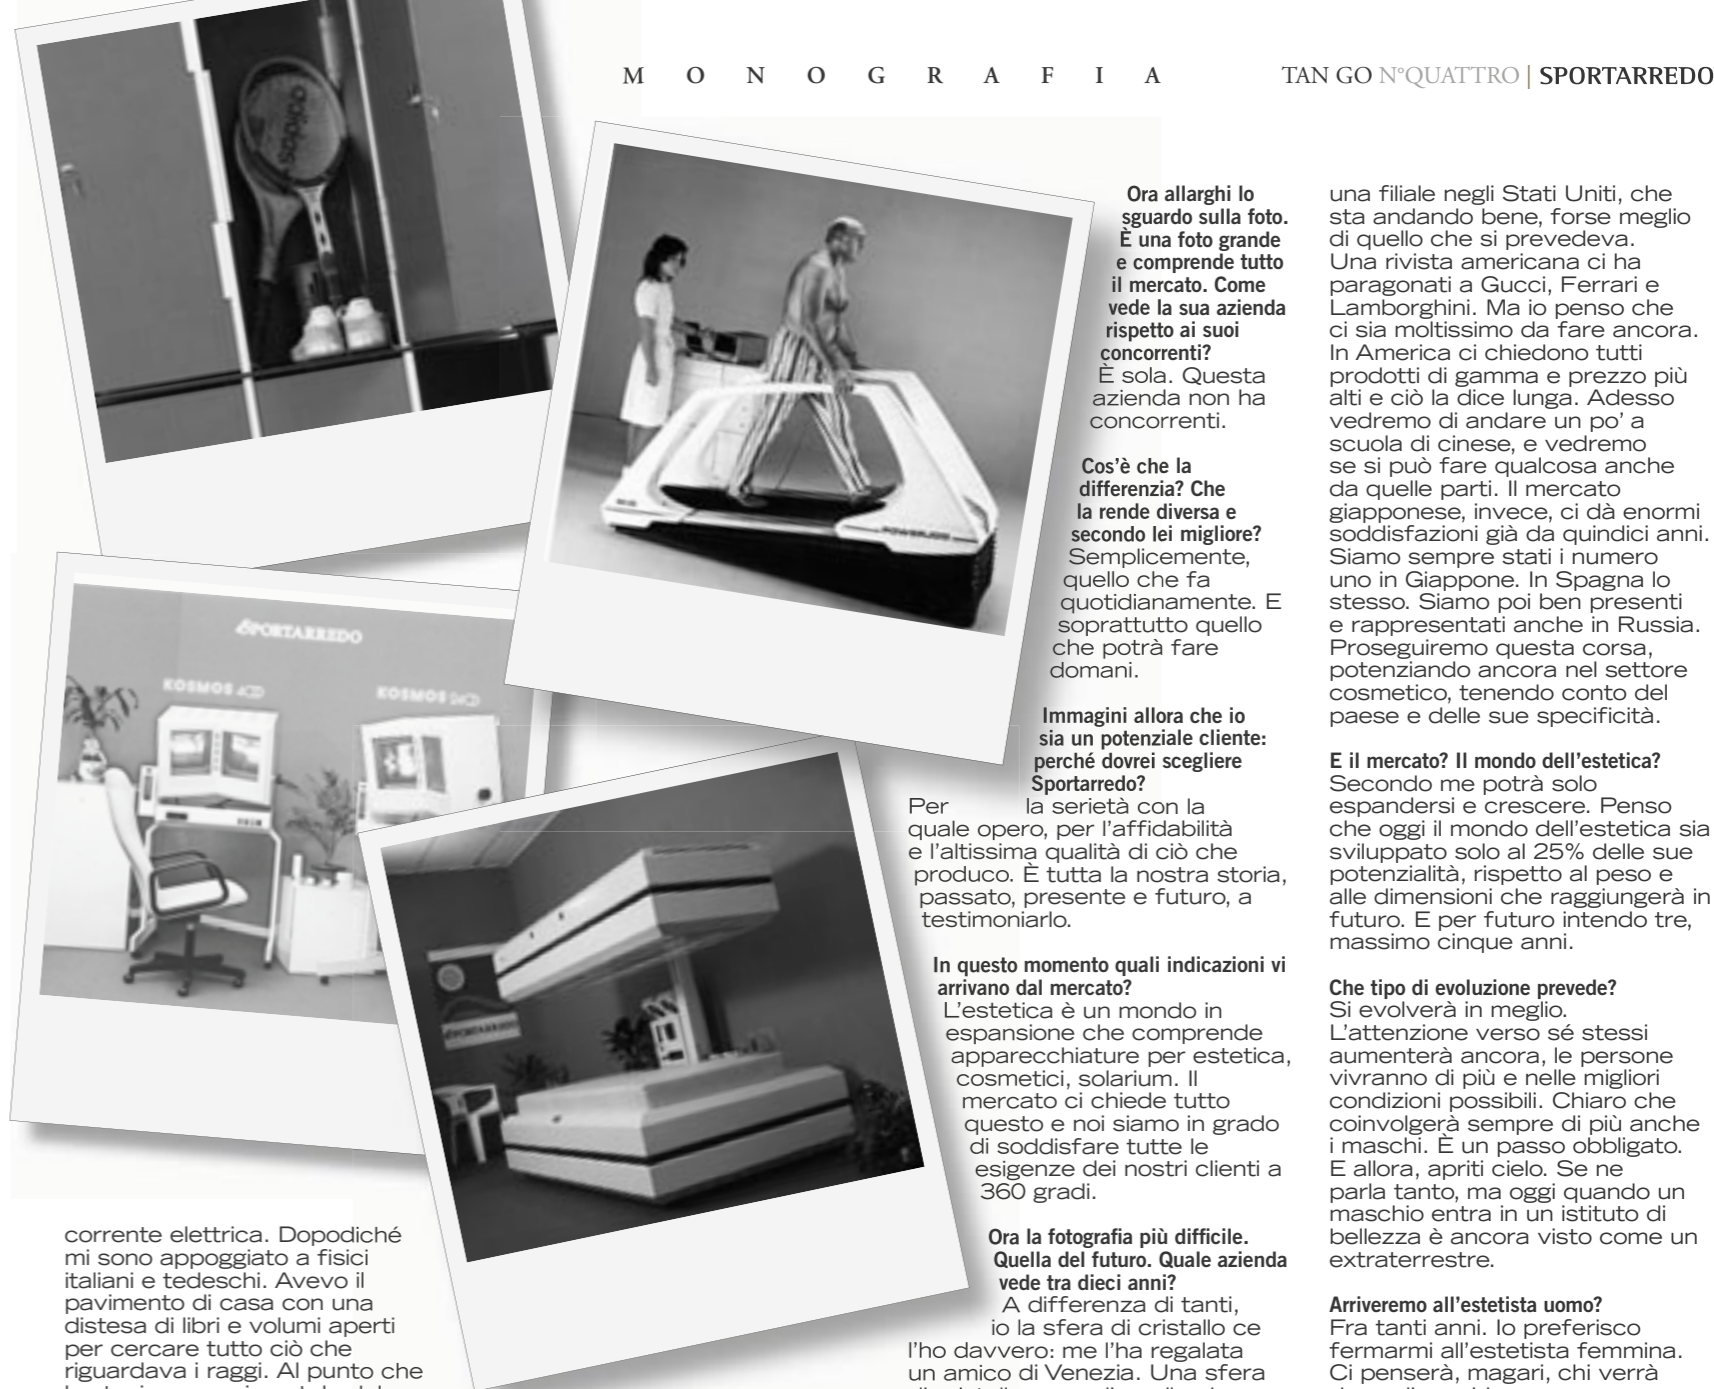 M O N O G R A F I A
TAN GO N°QUATTRO | SPORTARREDO
adidas
SPORTARREDO
KOSMOS
KOSMOS
SPORTARREDO
corrente elettrica. Dopodiché
mi sono appoggiato a fisici
italiani e tedeschi. Avevo il
pavimento di casa con una
distesa di libri e volumi aperti
per cercare tutto ciò che
riguardava i raggi. Al punto che
Ora allarghi lo
sguardo sulla foto.
È una foto grande
e comprende tutto
il mercato. Come
vede la sua azienda
rispetto ai suoi
concorrenti?
È sola. Questa
azienda non ha
concorrenti.
Cos'è che la
differenzia? Che
la rende diversa e
secondo lei migliore?
Semplicemente,
quello che fa
quotidianamente. E
soprattutto quello
che potrà fare
domani.
Immagini allora che io
sia un potenziale cliente:
perché dovrei scegliere
Sportarredo?
Per la serietà con la
quale opero, per l'affidabilità
e l'altissima qualità di ciò che
produco. È tutta la nostra storia,
passato, presente e futuro, a
testimoniarlo.
In questo momento quali indicazioni vi
arrivano dal mercato?
L'estetica è un mondo in
espansione che comprende
apparecchiature per estetica,
cosmetici, solarium. Il
mercato ci chiede tutto
questo e noi siamo in grado
di soddisfare tutte le
esigenze dei nostri clienti a
360 gradi.
Ora la fotografia più difficile.
Quella del futuro. Quale azienda
vede tra dieci anni?
A differenza di tanti,
io la sfera di cristallo ce
l'ho davvero: me l'ha regalata
un amico di Venezia. Una sfera
una filiale negli Stati Uniti, che
sta andando bene, forse meglio
di quello che si prevedeva.
Una rivista americana ci ha
paragonati a Gucci, Ferrari e
Lamborghini. Ma io penso che
ci sia moltissimo da fare ancora.
In America ci chiedono tutti
prodotti di gamma e prezzo più
alti e ciò la dice lunga. Adesso
vedremo di andare un po' a
scuola di cinese, e vedremo
se si può fare qualcosa anche
da quelle parti. Il mercato
giapponese, invece, ci dà enormi
soddisfazioni già da quindici anni.
Siamo sempre stati i numero
uno in Giappone. In Spagna lo
stesso. Siamo poi ben presenti
e rappresentati anche in Russia.
Proseguiremo questa corsa,
potenziando ancora nel settore
cosmetico, tenendo conto del
paese e delle sue specificità.
E il mercato? Il mondo dell'estetica?
Secondo me potrà solo
espandersi e crescere. Penso
che oggi il mondo dell'estetica sia
sviluppato solo al 25% delle sue
potenzialità, rispetto al peso e
alle dimensioni che raggiungerà in
futuro. E per futuro intendo tre,
massimo cinque anni.
Che tipo di evoluzione prevede?
Si evolverà in meglio.
L'attenzione verso sé stessi
aumenterà ancora, le persone
vivranno di più e nelle migliori
condizioni possibili. Chiaro che
coinvolgerà sempre di più anche
i maschi. È un passo obbligato.
E allora, apriti cielo. Se ne
parla tanto, ma oggi quando un
maschio entra in un istituto di
bellezza è ancora visto come un
extraterrestre.
Arriveremo all'estetista uomo?
Fra tanti anni. Io preferisco
fermarmi all'estetista femmina.
Ci penserà, magari, chi verrà